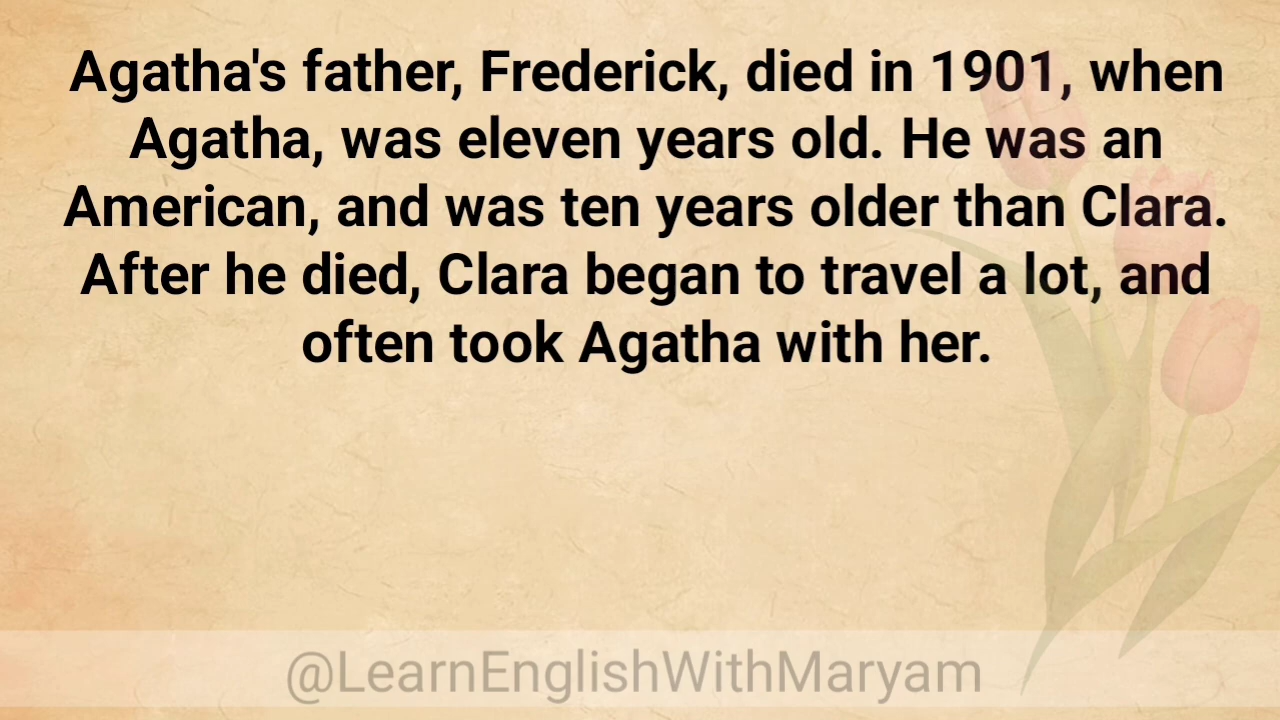 Agatha's father, Frederick, died in 1901, when
Agatha, was eleven years old. He was an
American, and was ten years older than Clara.
After he died, Clara began to travel a lot, and
often took Agatha with her.
@LearnEnglishWithMaryam